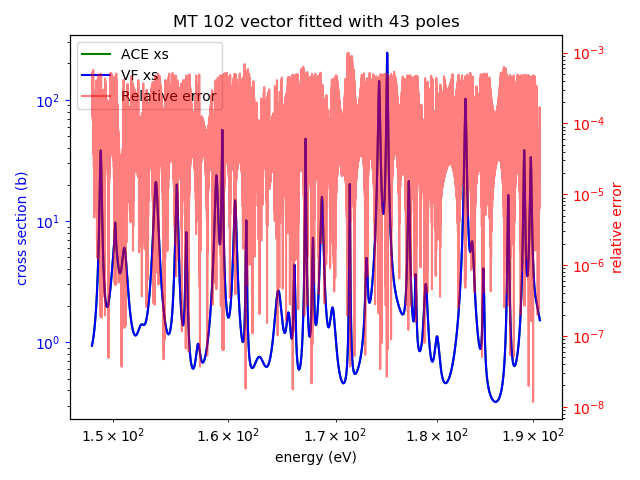 MT 102 vector fitted with 43 poles
ACE xs
VF xs
Relative error
10²
10¹
10⁰
cross section (b)
10⁻³
10⁻⁴
10⁻⁵
10⁻⁶
10⁻⁷
10⁻⁸
relative error
1.5 × 10² 1.6 × 10² 1.7 × 10² 1.8 × 10² 1.9 × 10²
energy (eV)